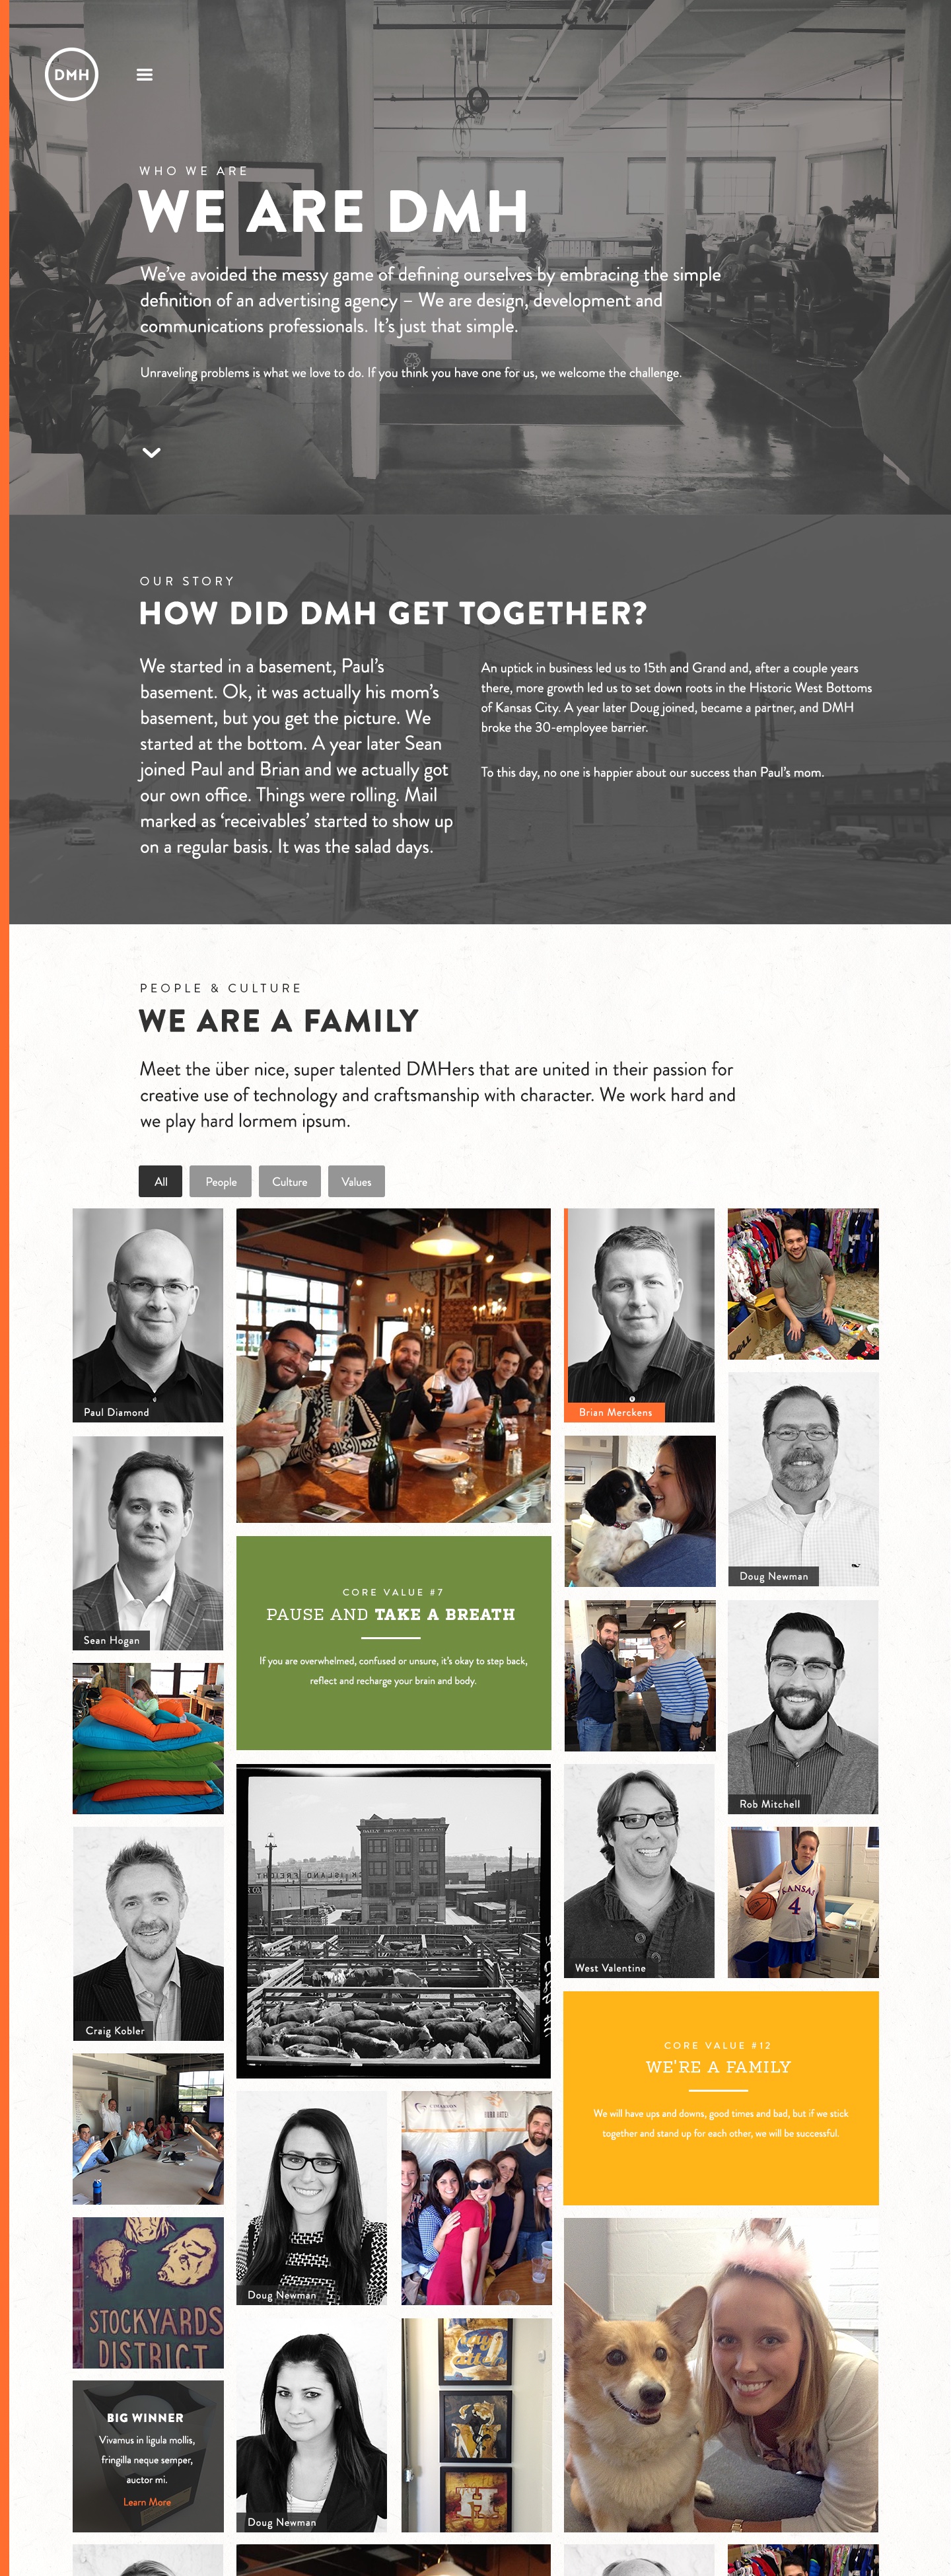 DMH
WHO WE ARE
WE ARE DMH
We've avoided the messy game of defining ourselves by embracing the simple
definition of an advertising agency – We are design, development and
communications professionals. It's just that simple.
Unraveling problems is what we love to do. If you think you have one for us, we welcome the challenge.
OUR STORY
HOW DID DMH GET TOGETHER?
We started in a basement, Paul's
basement. Ok, it was actually his mom's
basement, but you get the picture. We
started at the bottom. A year later Sean
joined Paul and Brian and we actually got
our own office. Things were rolling. Mail
marked as ‘receivables’ started to show up
on a regular basis. It was the salad days.
An uptick in business led us to 15th and Grand and, after a couple years
there, more growth led us to set down roots in the Historic West Bottoms
of Kansas City. A year later Doug joined, became a partner, and DMH
broke the 30-employee barrier.
To this day, no one is happier about our success than Paul's mom.
PEOPLE & CULTURE
WE ARE A FAMILY
Meet the über nice, super talented DMHers that are united in their passion for
creative use of technology and craftsmanship with character. We work hard and
we play hard lormem ipsum.
All
People
Culture
Values
Paul Diamond
Brian Merckens
DELL
Sean Hogan
Doug Newman
CORE VALUE #7
PAUSE AND TAKE A BREATH
If you are overwhelmed, confused or unsure, it's okay to step back,
reflect and recharge your brain and body.
Rob Mitchell
DAILY DROVERS TELEGRAM
West Valentine
KANSAS
4
Craig Kobler
CORE VALUE #12
WE'RE A FAMILY
We will have ups and downs, good times and bad, but if we stick
together and stand up for each other, we will be successful.
Doug Newman
STOCKYARDS
DISTRICT
BIG WINNER
Vivamus in ligula mollis,
fringilla neque semper,
auctor mi.
Learn More
Doug Newman
H